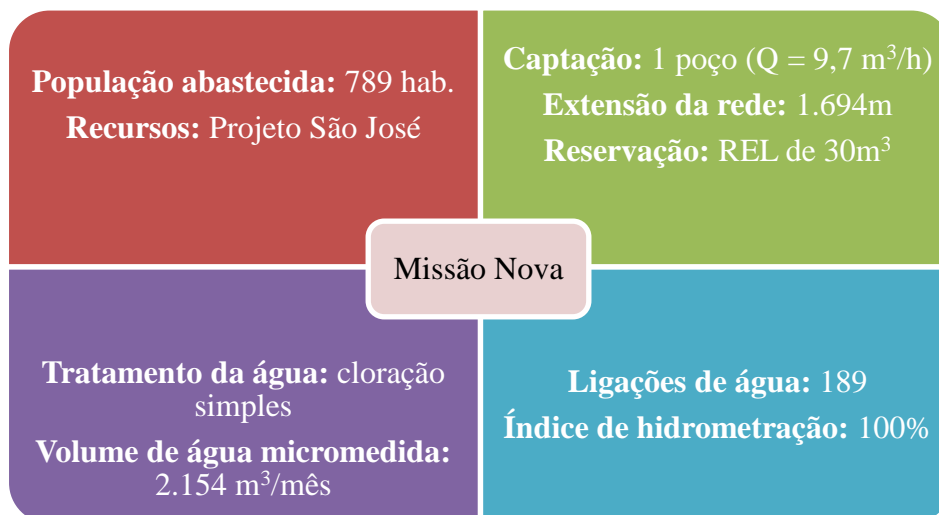 População abastecida: 789 hab.
Recursos: Projeto São José
Captação: 1 poço (Q = 9,7 m³/h)
Extensão da rede: 1.694m
Reservação: REL de 30m³
Missão Nova
Tratamento da água: cloração
simples
Volume de água micromedida:
2.154 m³/mês
Ligações de água: 189
Índice de hidrometração: 100%